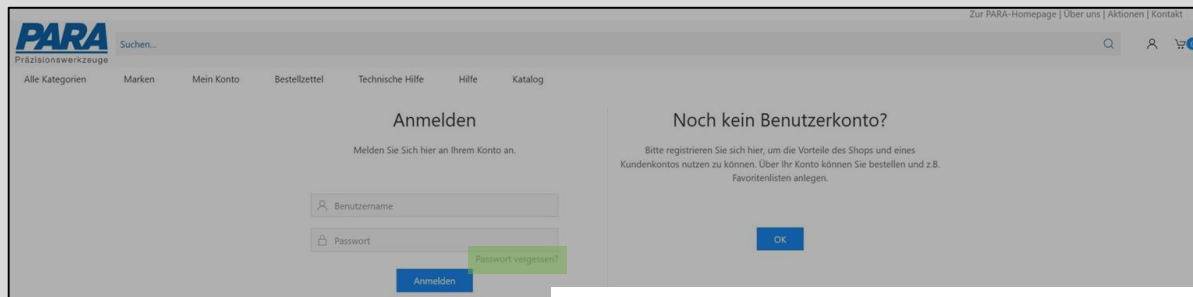 Zur PARA-Homepage | Über uns | Aktionen | Kontakt
PARA
Präzisionswerkzeuge
Suchen...
Alle Kategorien Marken Mein Konto Bestellzettel Technische Hilfe Hilfe Katalog
Anmelden
Melden Sie Sich hier an Ihrem Konto an.
Benutzername
Passwort
Passwort vergessen?
Anmelden
Noch kein Benutzerkonto?
Bitte registrieren Sie sich hier, um die Vorteile des Shops und eines
Kundenkontos nutzen zu können. Über Ihr Konto können Sie bestellen und z.B.
Favoritenlisten anlegen.
OK